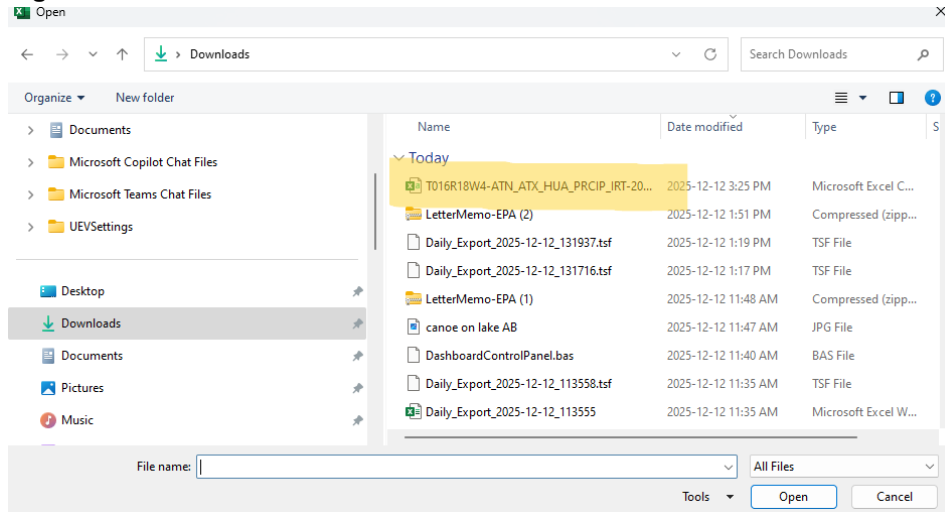 Open
Downloads
Search Downloads
Organize
New folder
Documents
Microsoft Copilot Chat Files
Microsoft Teams Chat Files
UEVSettings
Desktop
Downloads
Documents
Pictures
Music
Name Date modified Type S
Today
T016R18W4-ATN_ATX_HUA_PRCIP_IRT-20... 2025-12-12 3:25 PM Microsoft Excel C...
LetterMemo-EPA (2) 2025-12-12 1:51 PM Compressed (zipp...
Daily_Export_2025-12-12_131937.tsf 2025-12-12 1:19 PM TSF File
Daily_Export_2025-12-12_131716.tsf 2025-12-12 1:17 PM TSF File
LetterMemo-EPA (1) 2025-12-12 11:48 AM Compressed (zipp...
canoe on lake AB 2025-12-12 11:47 AM JPG File
DashboardControlPanel.bas 2025-12-12 11:40 AM BAS File
Daily_Export_2025-12-12_113558.tsf 2025-12-12 11:35 AM TSF File
Daily_Export_2025-12-12_113555 2025-12-12 11:35 AM Microsoft Excel W...
File name:
All Files
Tools Open Cancel